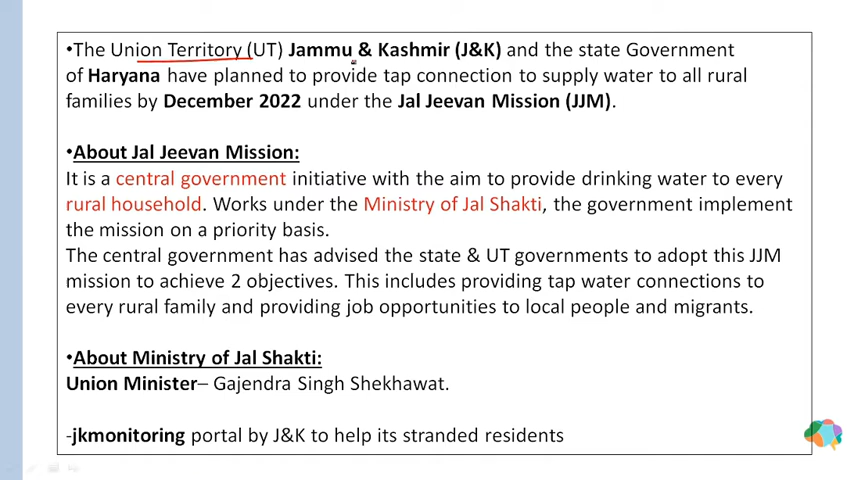 •The Union Territory (UT) Jammu & Kashmir (J&K) and the state Government
of Haryana have planned to provide tap connection to supply water to all rural
families by December 2022 under the Jal Jeevan Mission (JJM).
•About Jal Jeevan Mission:
It is a central government initiative with the aim to provide drinking water to every
rural household. Works under the Ministry of Jal Shakti, the government implement
the mission on a priority basis.
The central government has advised the state & UT governments to adopt this JJM
mission to achieve 2 objectives. This includes providing tap water connections to
every rural family and providing job opportunities to local people and migrants.
•About Ministry of Jal Shakti:
Union Minister– Gajendra Singh Shekhawat.
-jkmonitoring portal by J&K to help its stranded residents